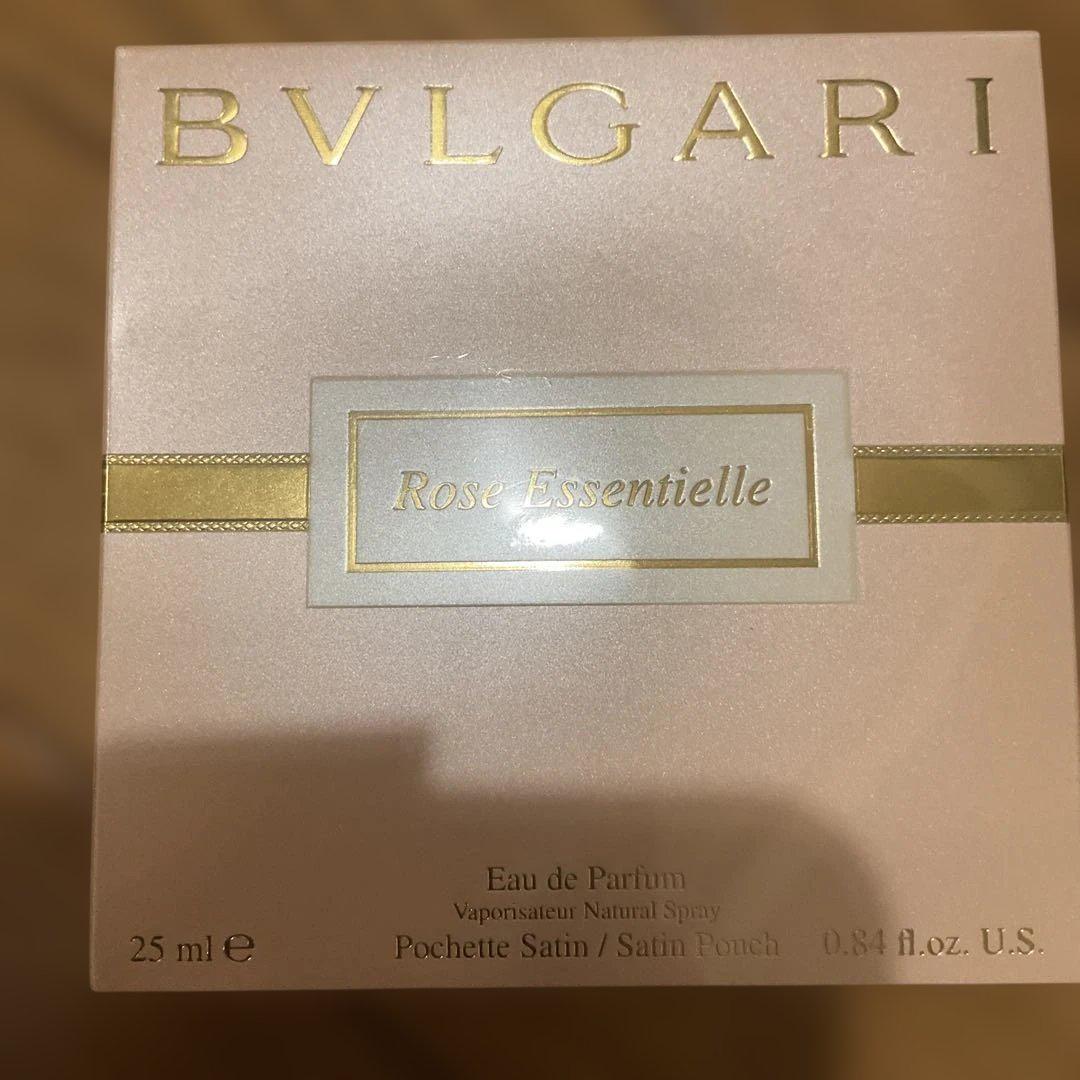 BVLGARI
Rose Essentielle
Eau de Parfum
Vaporisateur Natural Spray
Pochette Satin / Satin Pouch
25 ml ℮
0.84 fl.oz. U.S.